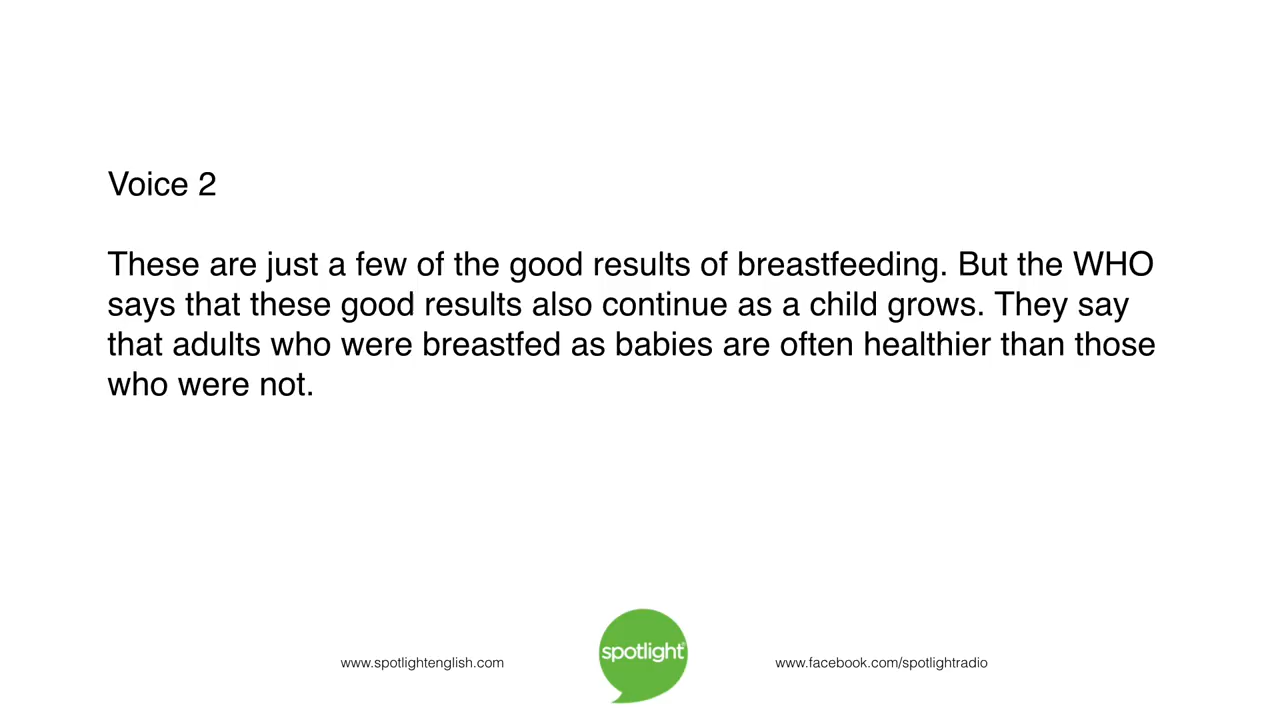 Voice 2
These are just a few of the good results of breastfeeding. But the WHO
says that these good results also continue as a child grows. They say
that adults who were breastfed as babies are often healthier than those
who were not.
www.spotlightenglish.com
spotlight
www.facebook.com/spotlightradio